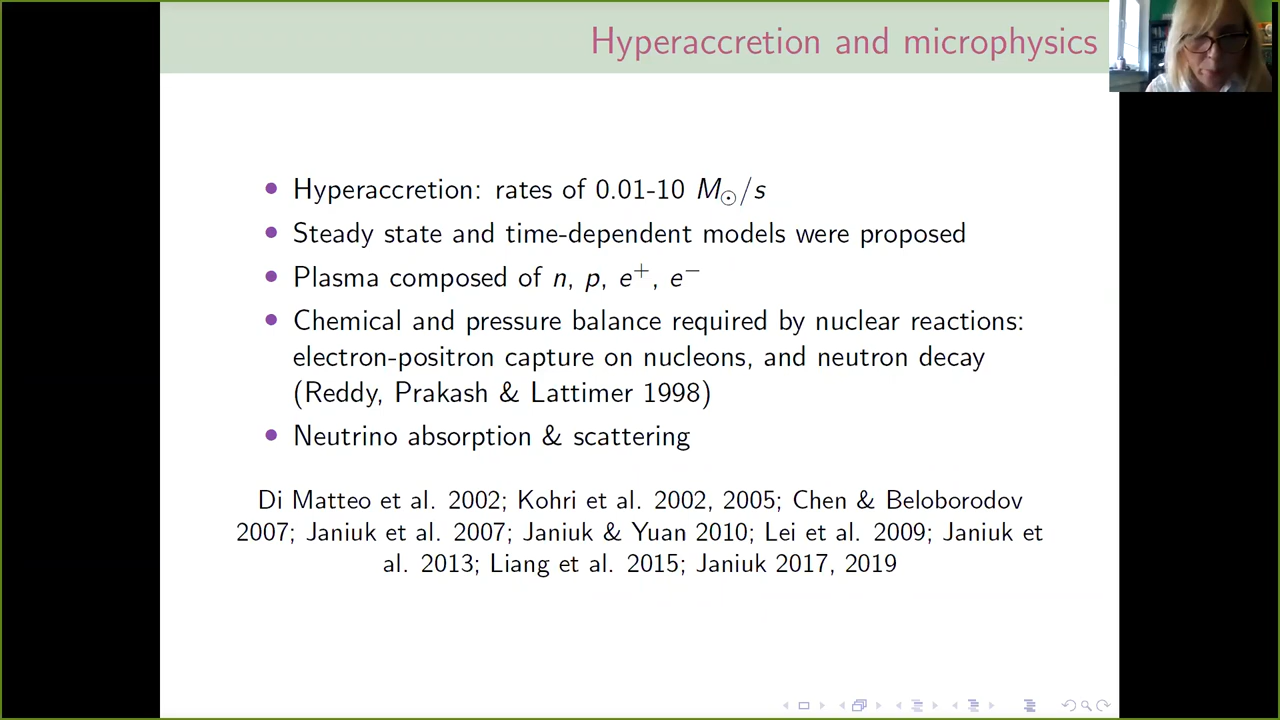 Hyperaccretion and microphysics
• Hyperaccretion: rates of 0.01-10 M☉/s
• Steady state and time-dependent models were proposed
• Plasma composed of n, p, e⁺, e⁻
• Chemical and pressure balance required by nuclear reactions:
electron-positron capture on nucleons, and neutron decay
(Reddy, Prakash & Lattimer 1998)
• Neutrino absorption & scattering
Di Matteo et al. 2002; Kohri et al. 2002, 2005; Chen & Beloborodov
2007; Janiuk et al. 2007; Janiuk & Yuan 2010; Lei et al. 2009; Janiuk et
al. 2013; Liang et al. 2015; Janiuk 2017, 2019